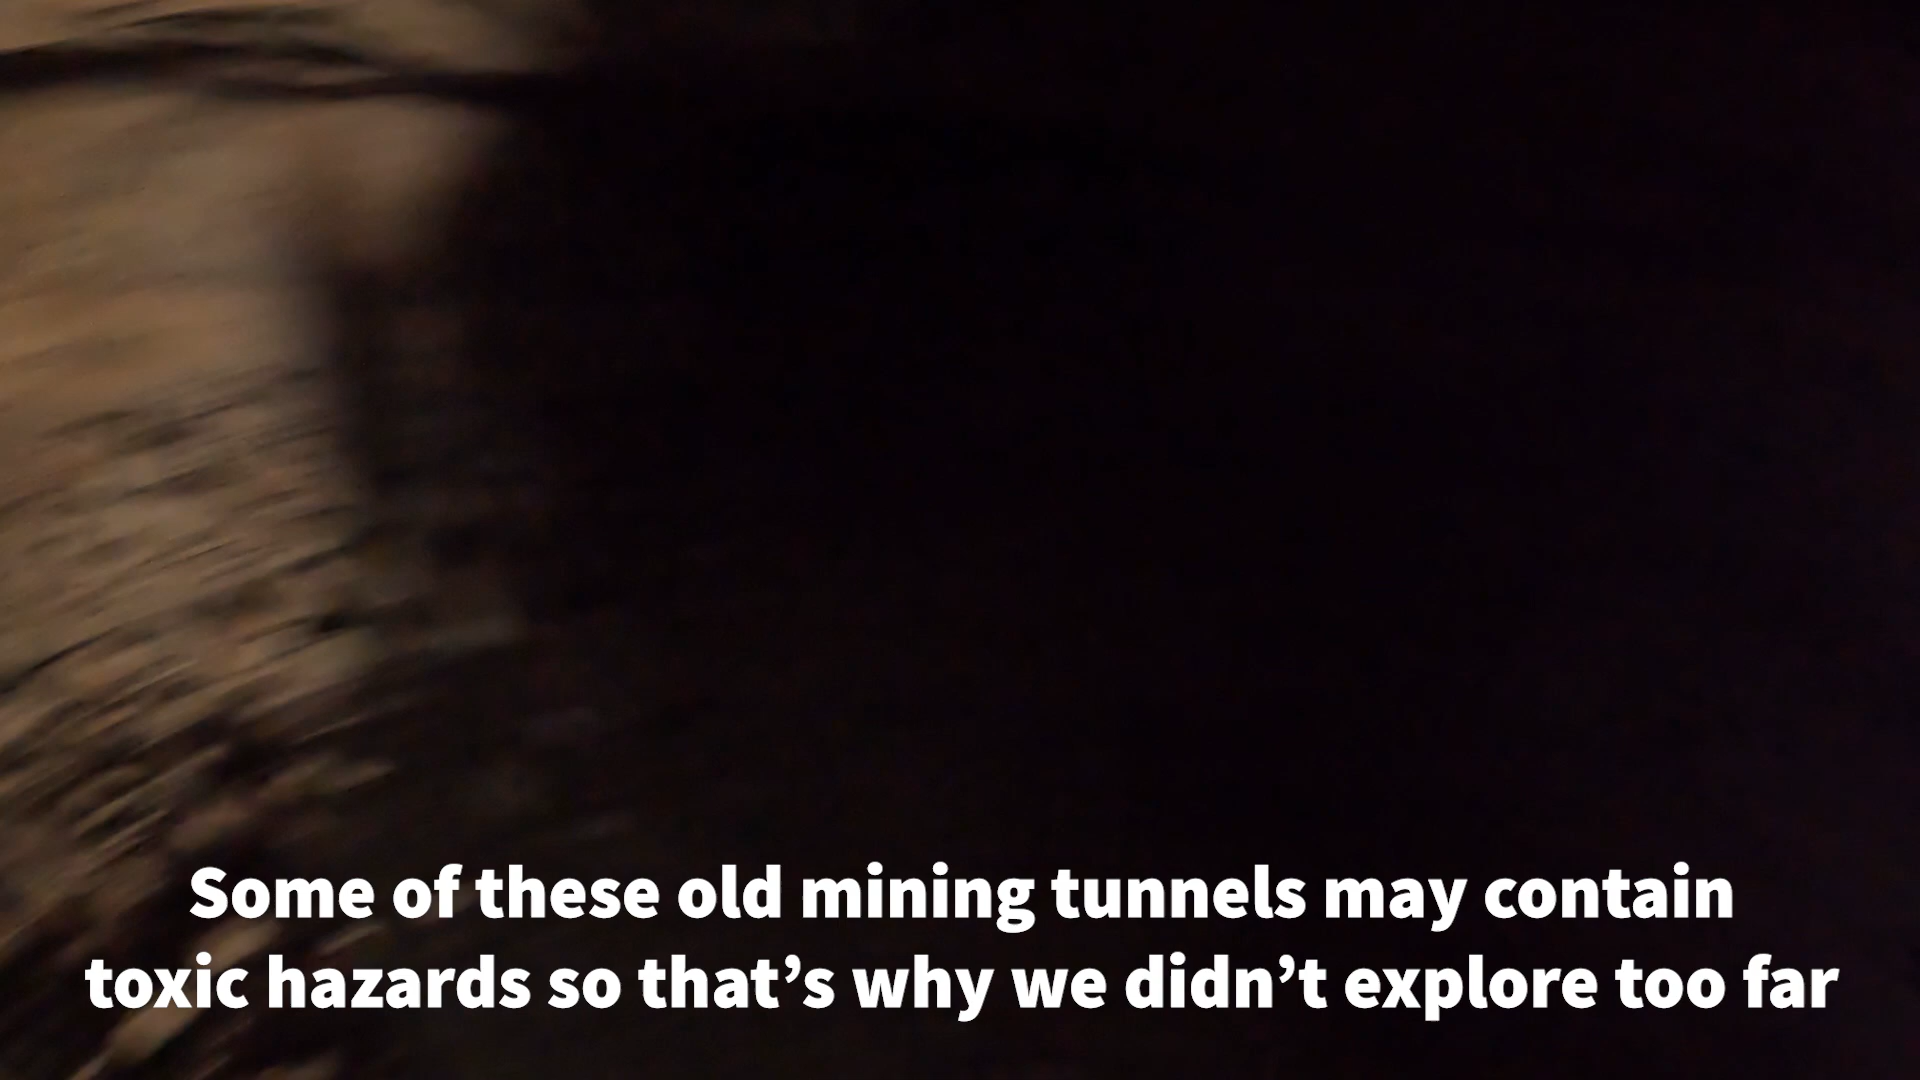 Some of these old mining tunnels may contain
toxic hazards so that’s why we didn’t explore too far